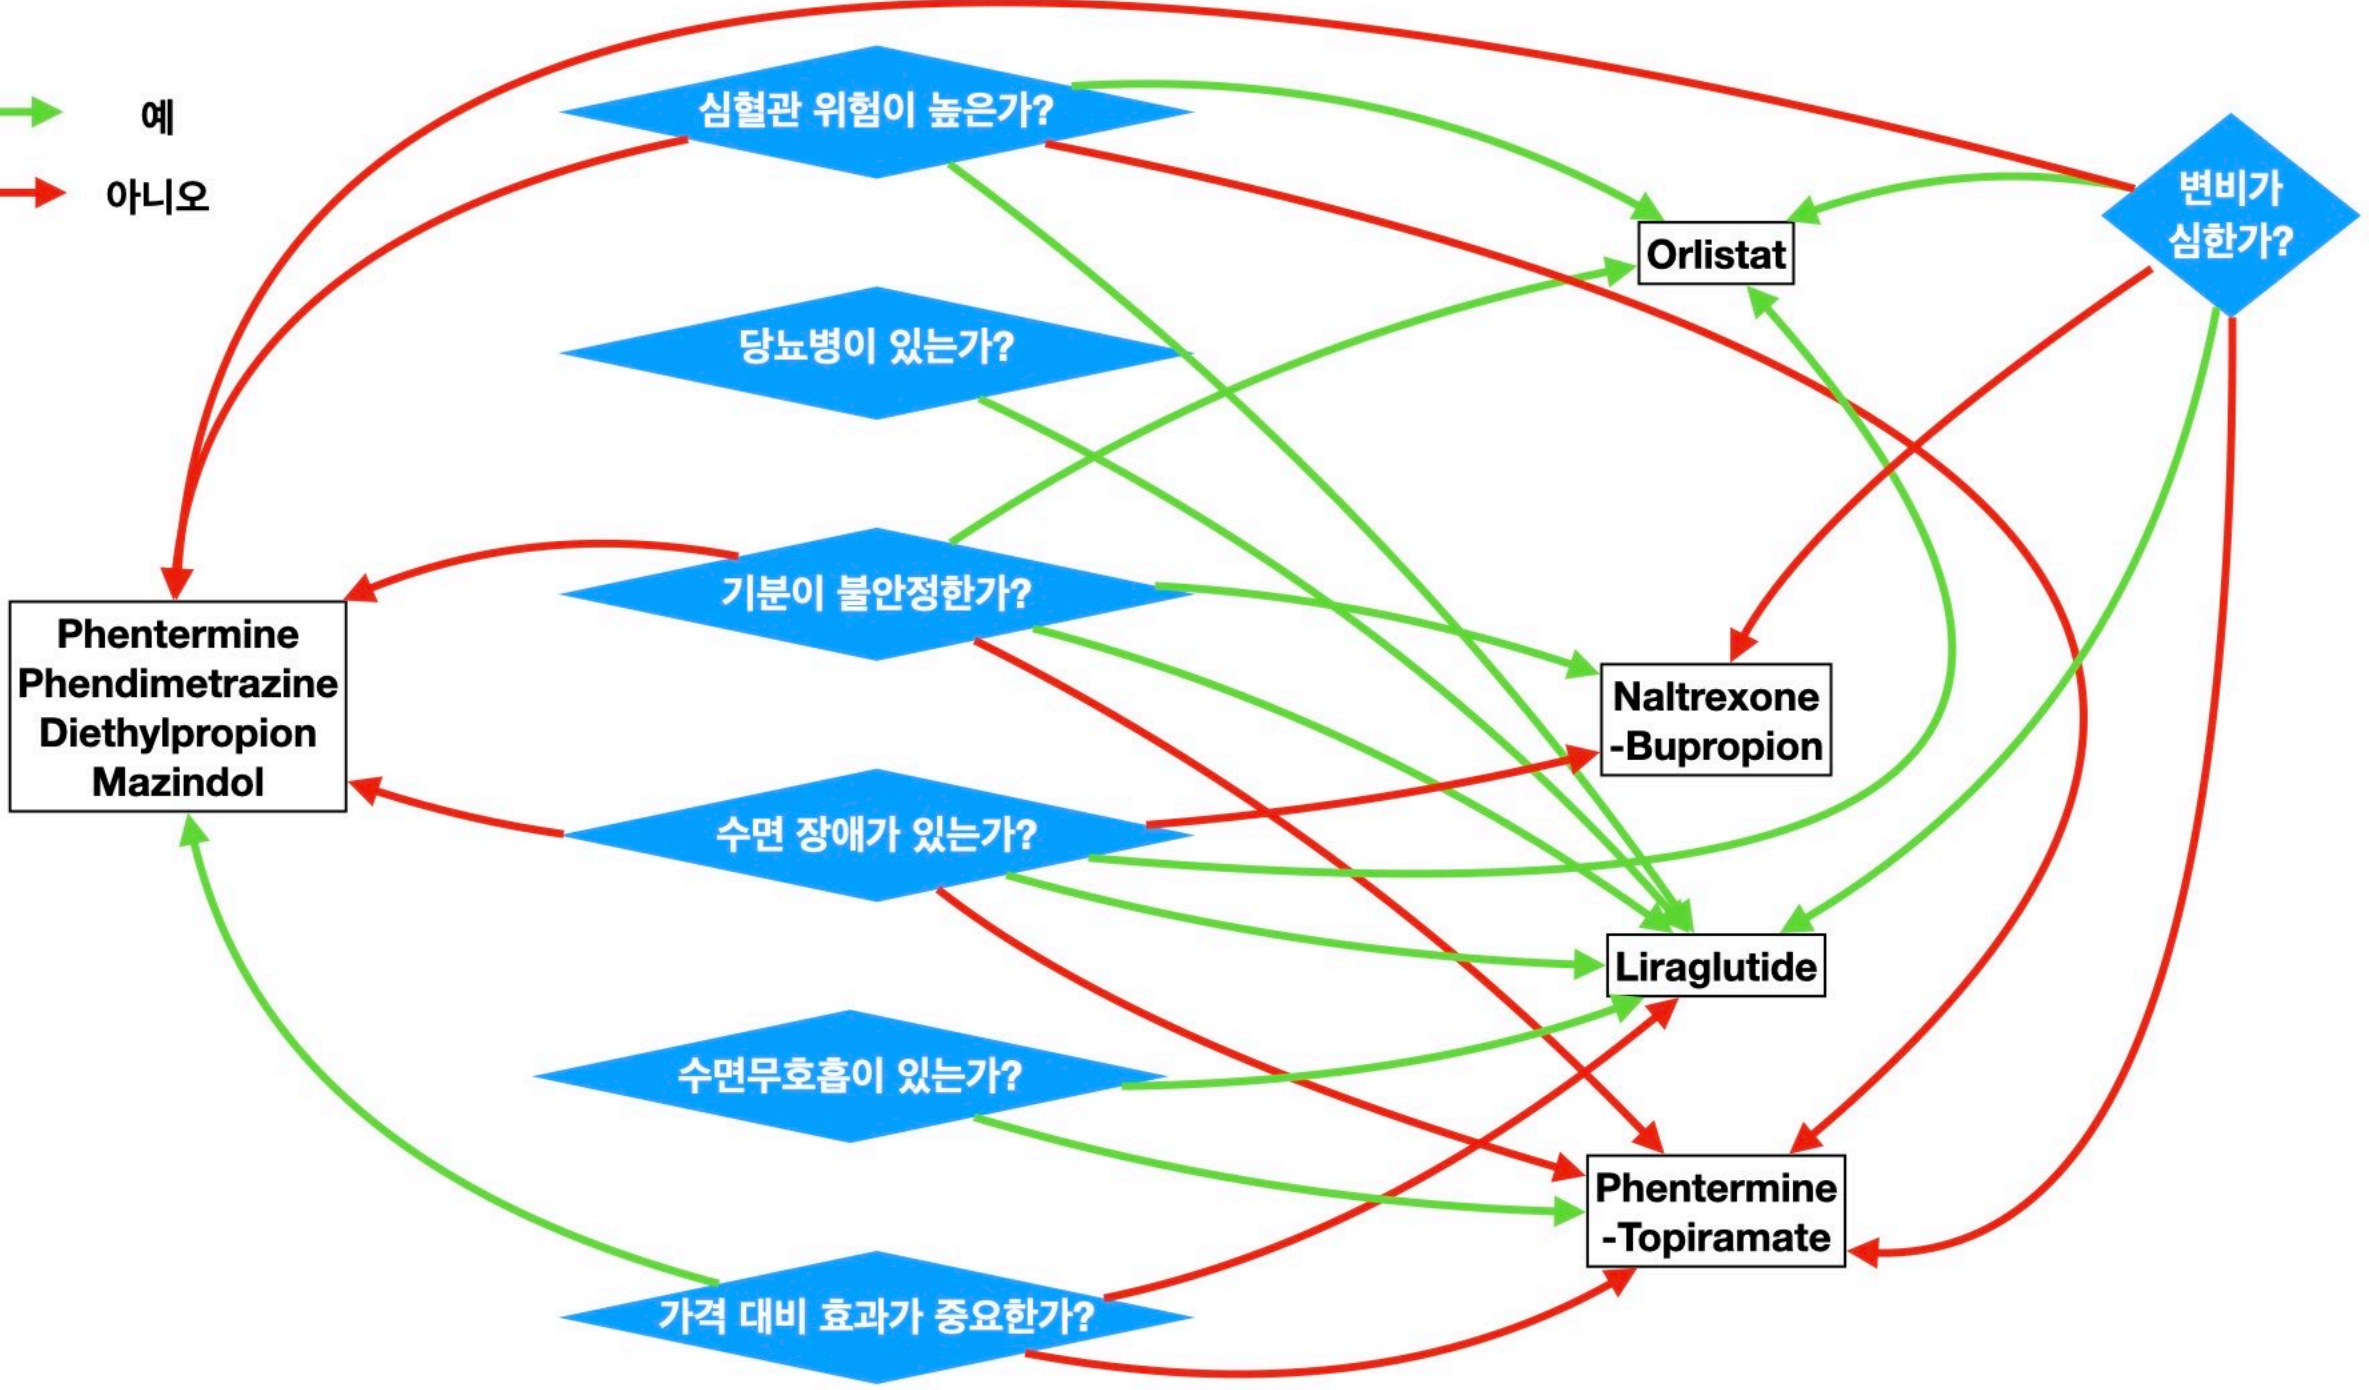 예
아니오
심혈관 위험이 높은가?
변비가
심한가?
Orlistat
당뇨병이 있는가?
기분이 불안정한가?
Phentermine
Phendimetrazine
Diethylpropion
Mazindol
Naltrexone
-Bupropion
수면 장애가 있는가?
Liraglutide
수면무호흡이 있는가?
Phentermine
-Topiramate
가격 대비 효과가 중요한가?